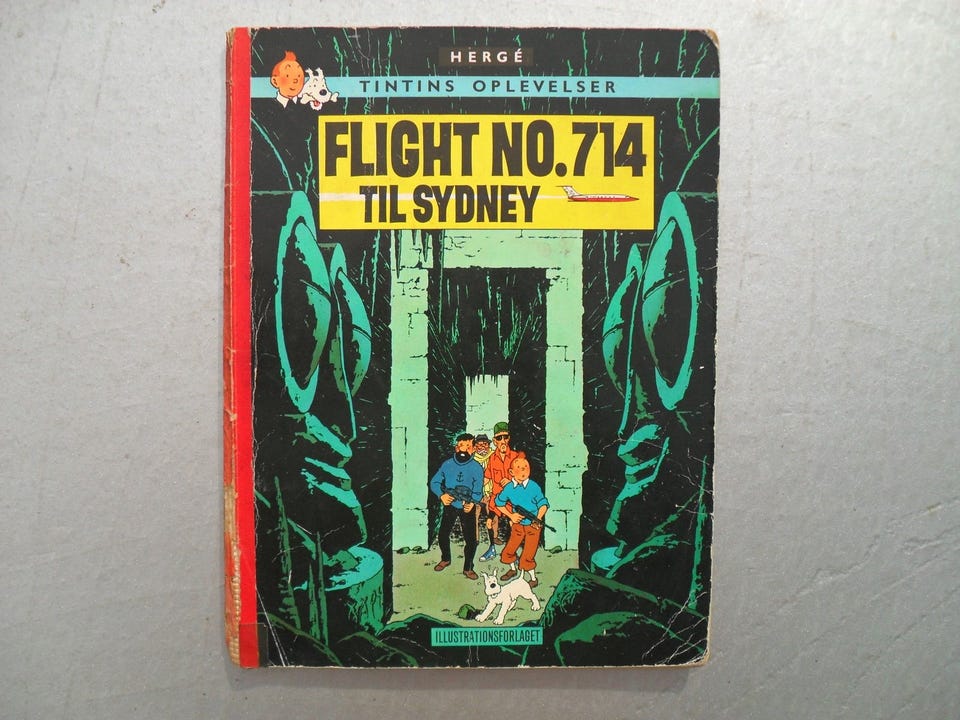 HERGÉ
TINTINS OPLEVELSER
FLIGHT NO.714
TIL SYDNEY
ILLUSTRATIONSFORLAGET